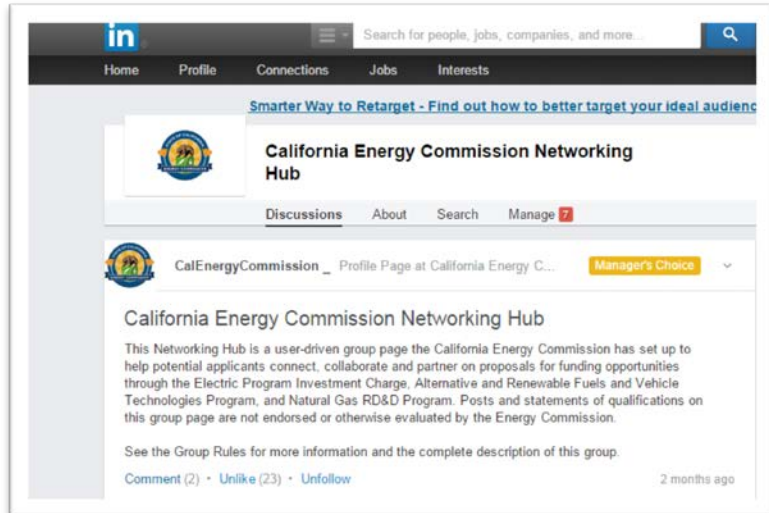 in
Search for people, jobs, companies, and more...
Home Profile Connections Jobs Interests
Smarter Way to Retarget - Find out how to better target your ideal audienc
California Energy Commission Networking
Hub
Discussions About Search Manage 7
CalEnergyCommission _ Profile Page at California Energy C... Manager's Choice
California Energy Commission Networking Hub
This Networking Hub is a user-driven group page the California Energy Commission has set up to
help potential applicants connect, collaborate and partner on proposals for funding opportunities
through the Electric Program Investment Charge, Alternative and Renewable Fuels and Vehicle
Technologies Program, and Natural Gas RD&D Program. Posts and statements of qualifications on
this group page are not endorsed or otherwise evaluated by the Energy Commission.
See the Group Rules for more information and the complete description of this group.
Comment (2) · Unlike (23) · Unfollow 2 months ago